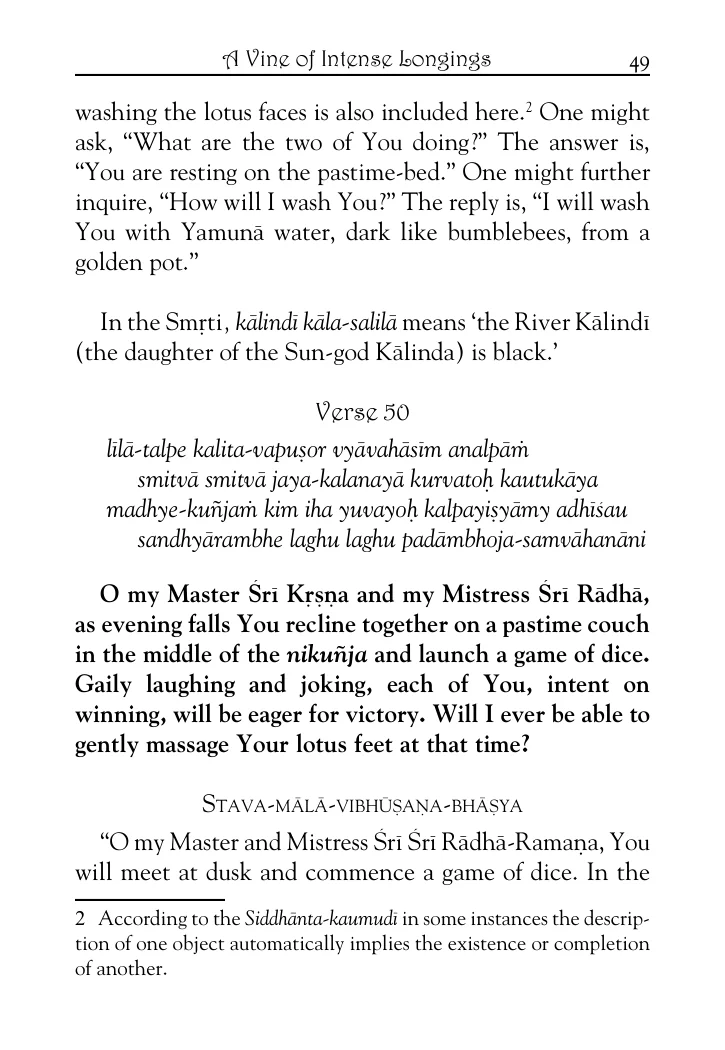 A Vine of Intense Longings 49
washing the lotus faces is also included here.2 One might
ask, “What are the two of You doing?” The answer is,
“You are resting on the pastime-bed.” One might further
inquire, “How will I wash You?” The reply is, “I will wash
You with Yamunā water, dark like bumblebees, from a
golden pot.”
In the Smṛti, kālindī kāla-salilā means ‘the River Kālindī
(the daughter of the Sun-god Kālinda) is black.’
Verse 50
līlā-talpe kalita-vapuṣor vyāvahāsīm analpāṁ
smitvā smitvā jaya-kalanayā kurvatoḥ kautukāya
madhye-kuñjaṁ kim iha yuvayoḥ kalpayiṣyāmy adhīśau
sandhyārambhe laghu laghu padāmbhoja-samvāhanāni
O my Master Śrī Kṛṣṇa and my Mistress Śrī Rādhā,
as evening falls You recline together on a pastime couch
in the middle of the nikuñja and launch a game of dice.
Gaily laughing and joking, each of You, intent on
winning, will be eager for victory. Will I ever be able to
gently massage Your lotus feet at that time?
Stava-mālā-vibhūṣaṇa-bhāṣya
“O my Master and Mistress Śrī Śrī Rādhā-Ramaṇa, You
will meet at dusk and commence a game of dice. In the
2 According to the Siddhānta-kaumudī in some instances the descrip-
tion of one object automatically implies the existence or completion
of another.